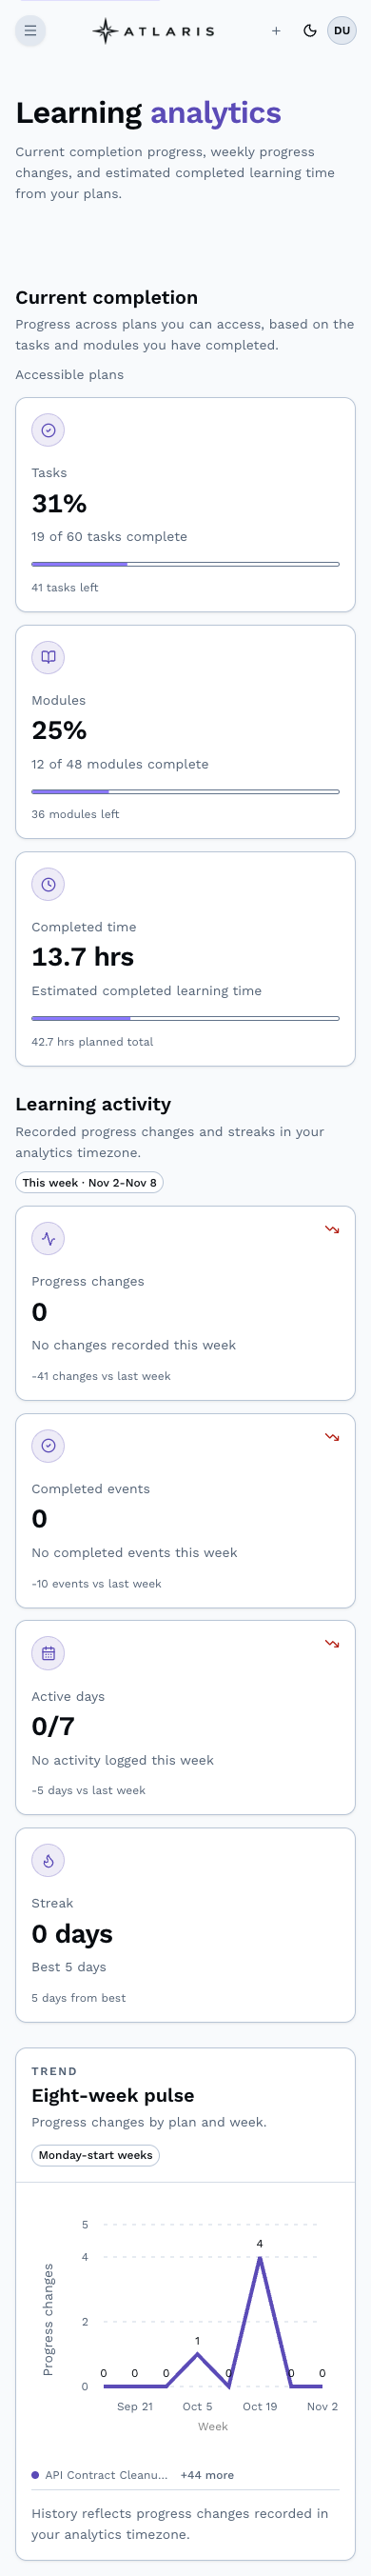 ATLARIS
DU
Learning analytics
Current completion progress, weekly progress
changes, and estimated completed learning time
from your plans.
Current completion
Progress across plans you can access, based on the
tasks and modules you have completed.
Accessible plans
Tasks
31%
19 of 60 tasks complete
41 tasks left
Modules
25%
12 of 48 modules complete
36 modules left
Completed time
13.7 hrs
Estimated completed learning time
42.7 hrs planned total
Learning activity
Recorded progress changes and streaks in your
analytics timezone.
This week · Nov 2-Nov 8
Progress changes
0
No changes recorded this week
-41 changes vs last week
Completed events
0
No completed events this week
-10 events vs last week
Active days
0/7
No activity logged this week
-5 days vs last week
Streak
0 days
Best 5 days
5 days from best
TREND
Eight-week pulse
Progress changes by plan and week.
Monday-start weeks
Progress changes
5
4
2
0
0 0 0 1 0 4 0 0
Sep 21 Oct 5 Oct 19 Nov 2
Week
API Contract Cleanu... +44 more
History reflects progress changes recorded in
your analytics timezone.